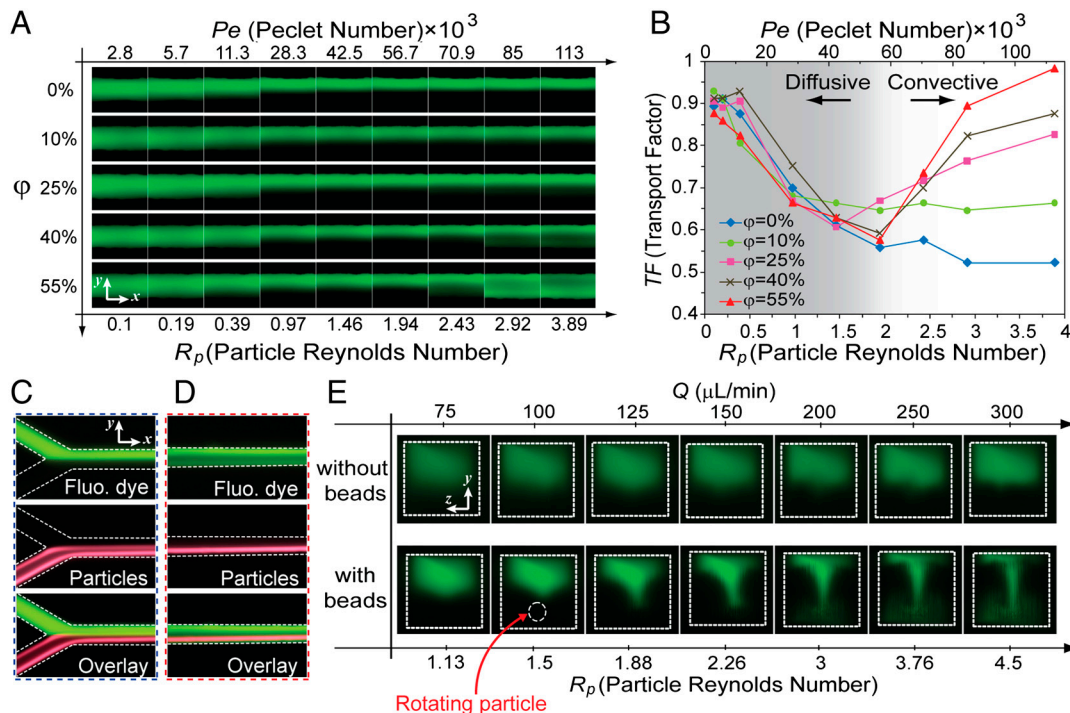 A
Pe (Peclet Number)×10³
2.8 5.7 11.3 28.3 42.5 56.7 70.9 85 113
0%
10%
φ 25%
40%
55%
y
x
0.1 0.19 0.39 0.97 1.46 1.94 2.43 2.92 3.89
Rp (Particle Reynolds Number)
B
Pe (Peclet Number)×10³
0 20 40 60 80 100
TF (Transport Factor)
1
0.9
0.8
0.7
0.6
0.5
0.4
Diffusive Convective
φ=0%
φ=10%
φ=25%
φ=40%
φ=55%
0 0.5 1 1.5 2 2.5 3 3.5 4
Rp (Particle Reynolds Number)
C
y
x
Fluo. dye
Particles
Overlay
D
Fluo. dye
Particles
Overlay
E
Q (μL/min)
75 100 125 150 200 250 300
without
beads
y
z
with
beads
1.13 1.5 1.88 2.26 3 3.76 4.5
Rp (Particle Reynolds Number)
Rotating particle